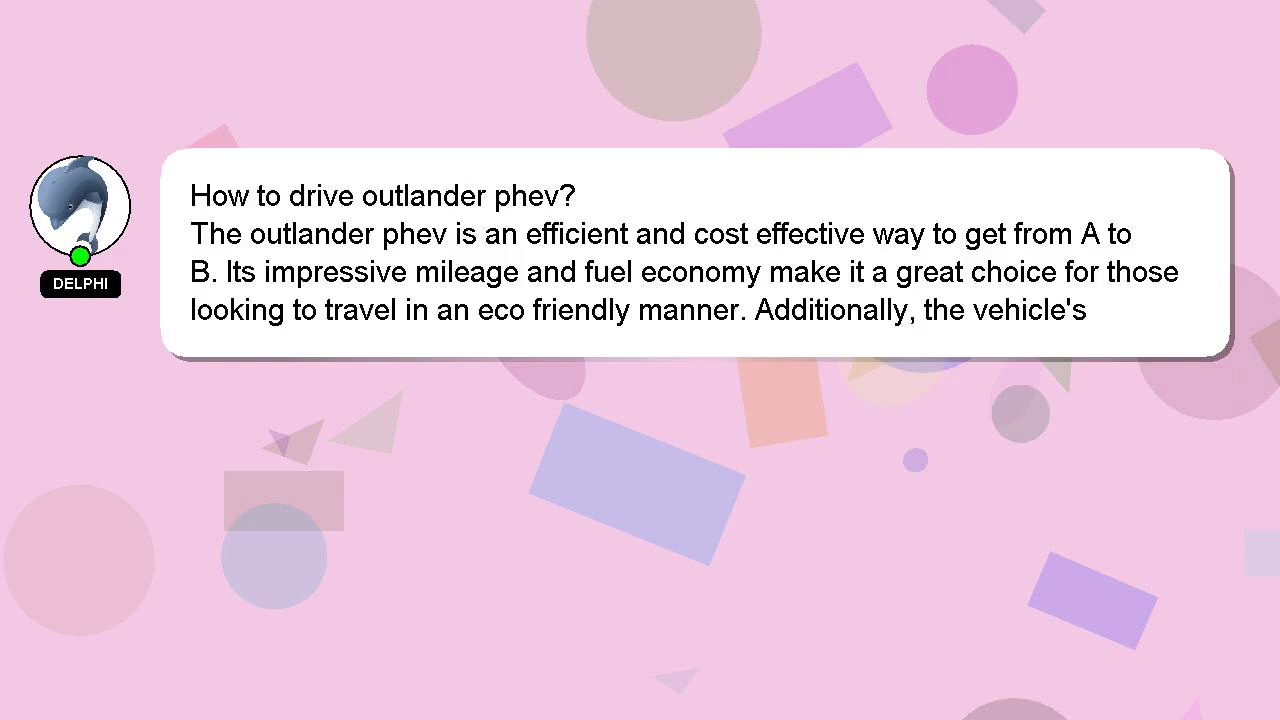 How to drive outlander phev?
The outlander phev is an efficient and cost effective way to get from A to
B. Its impressive mileage and fuel economy make it a great choice for those
looking to travel in an eco friendly manner. Additionally, the vehicle's
DELPHI